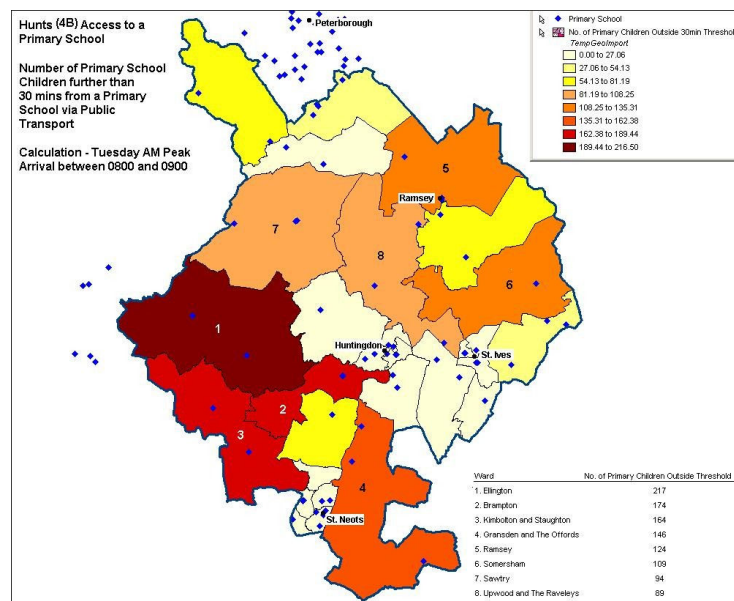 Hunts (4B) Access to a
Primary School
Number of Primary School
Children further than
30 mins from a Primary
School via Public
Transport
Calculation - Tuesday AM Peak
Arrival between 0800 and 0900
Peterborough
Primary School
No. of Primary Children Outside 30min Threshold
TempGeoImport
0.00 to 27.06
27.06 to 54.13
54.13 to 81.19
81.19 to 108.25
108.25 to 135.31
135.31 to 162.38
162.38 to 189.44
189.44 to 216.50
5
Ramsey
7
8
6
1
Huntingdon
St. Ives
2
3
4
St. Neots
Ward No. of Primary Children Outside Threshold
1. Ellington 217
2. Brampton 174
3. Kimbolton and Staughton 164
4. Gransden and The Offords 146
5. Ramsey 124
6. Somersham 109
7. Sawtry 94
8. Upwood and The Raveleys 89